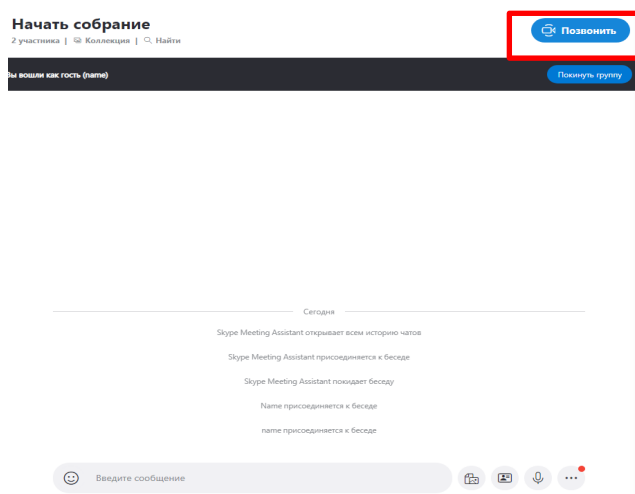 Начать собрание
2 участника | Коллекция | Найти
Позвонить
Вы вошли как гость (name)
Покинуть группу
Сегодня
Skype Meeting Assistant открывает всем историю чатов
Skype Meeting Assistant присоединяется к беседе
Skype Meeting Assistant покидает беседу
Name присоединяется к беседе
name присоединяется к беседе
Введите сообщение